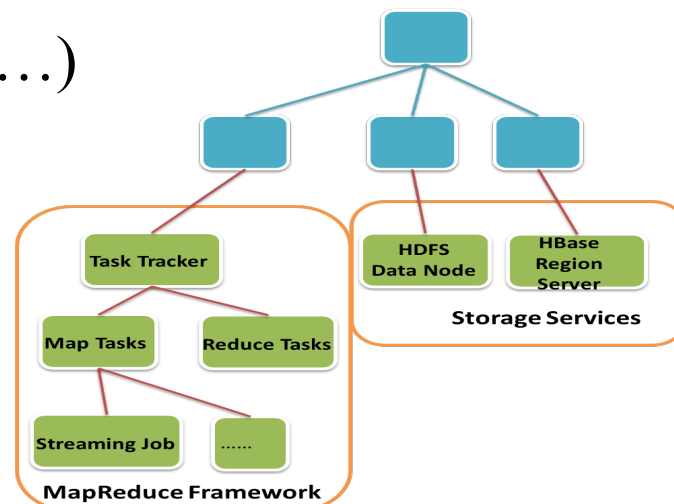 ...)
Task Tracker
HDFS
Data Node
HBase
Region
Server
Storage Services
Map Tasks
Reduce Tasks
Streaming Job
......
MapReduce Framework